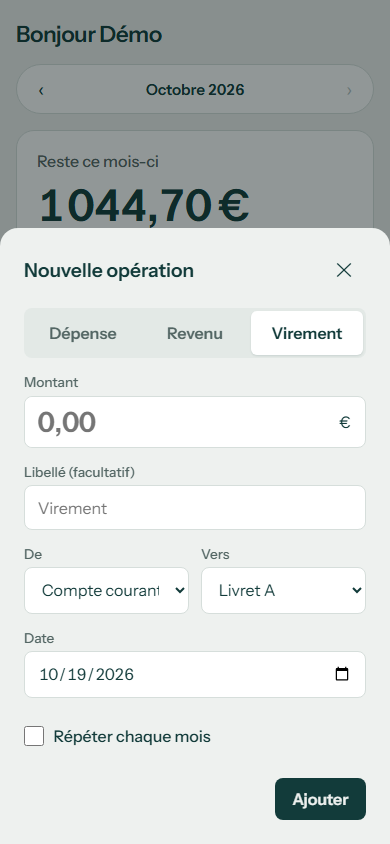 Bonjour Démo
‹ Octobre 2026 ›
Reste ce mois-ci
1 044,70 €
Nouvelle opération
Dépense Revenu Virement
Montant
0,00 €
Libellé (facultatif)
Virement
De Vers
Compte courant Livret A
Date
10/19/2026
Répéter chaque mois
Ajouter